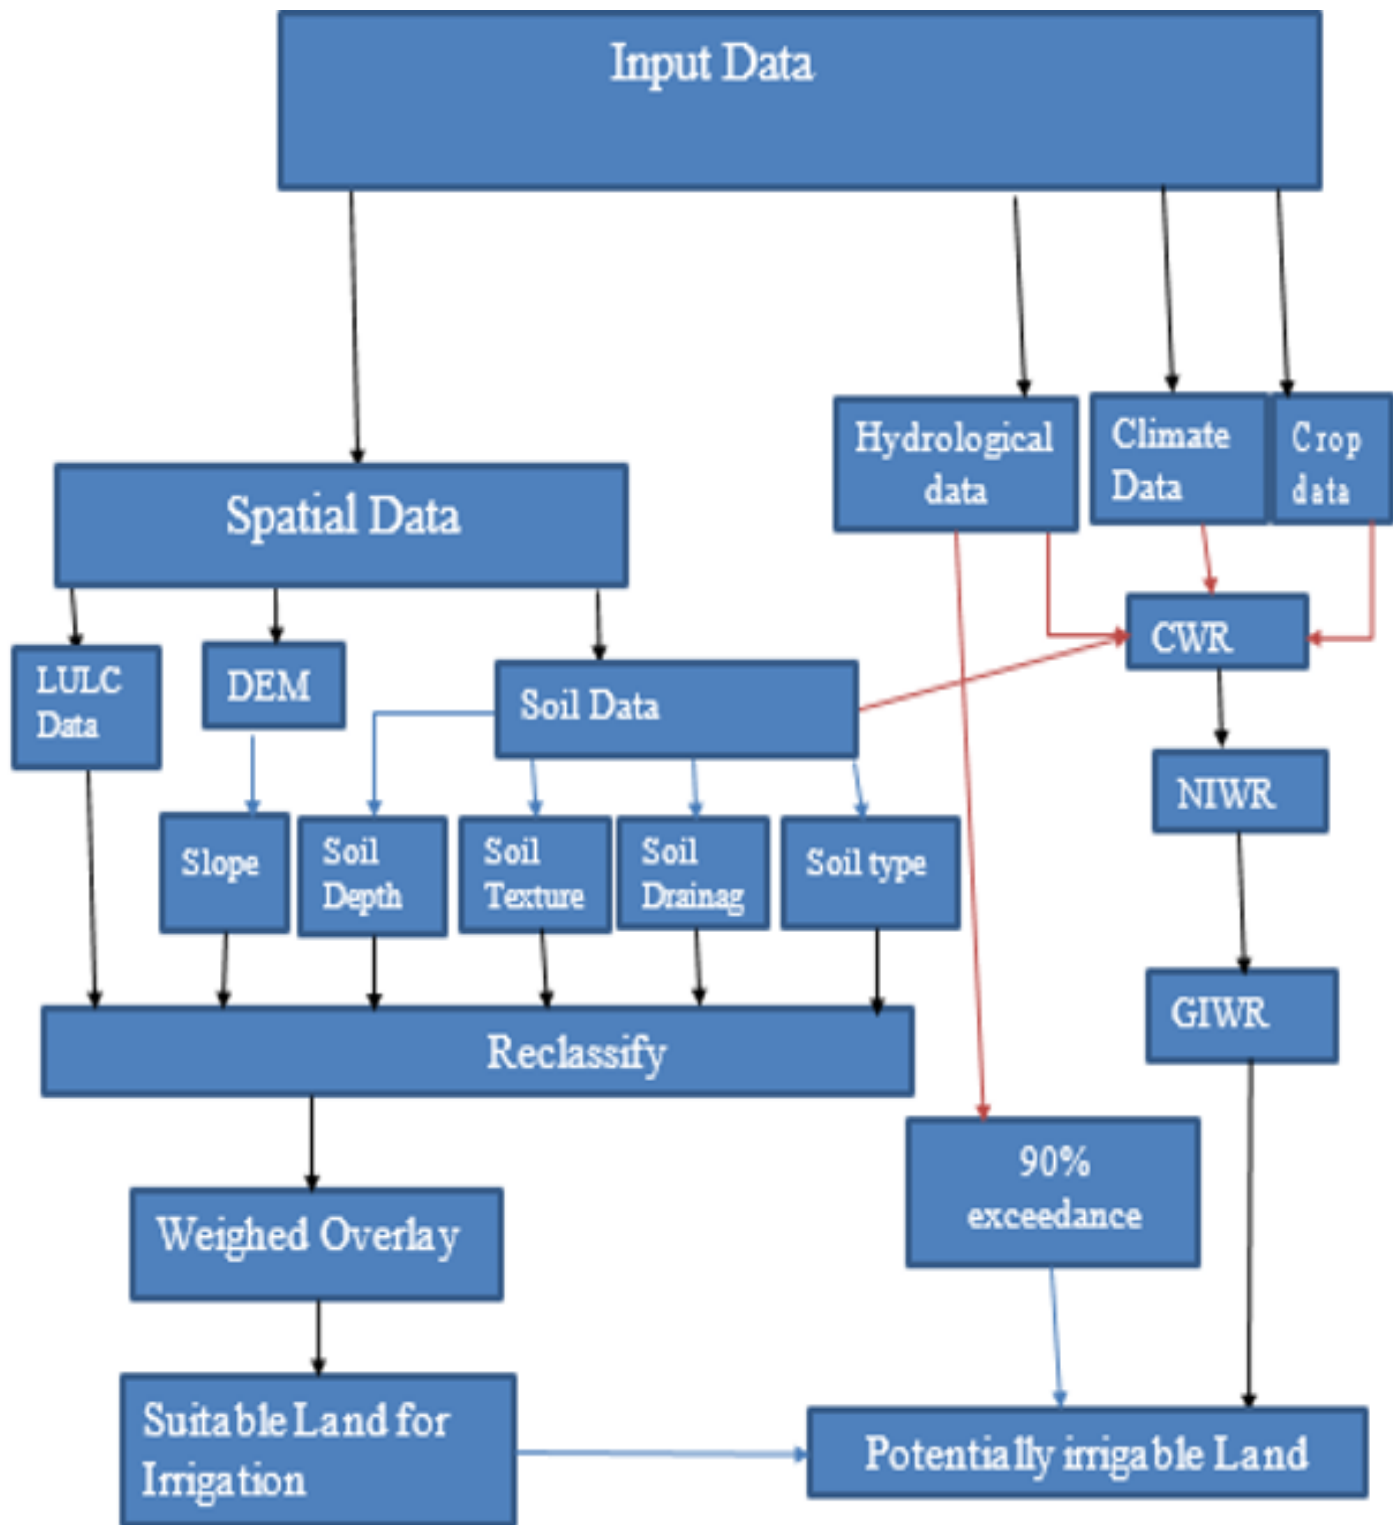 Input Data
Hydrological
data
Climate
Data
Crop
data
Spatial Data
CWR
LULC
Data
DEM
Soil Data
NIWR
Slope
Soil
Depth
Soil
Texture
Soil
Drainag
Soil type
GIWR
Reclassify
90%
exceedance
Weighed Overlay
Suitable Land for
Irrigation
Potentially irrigable Land